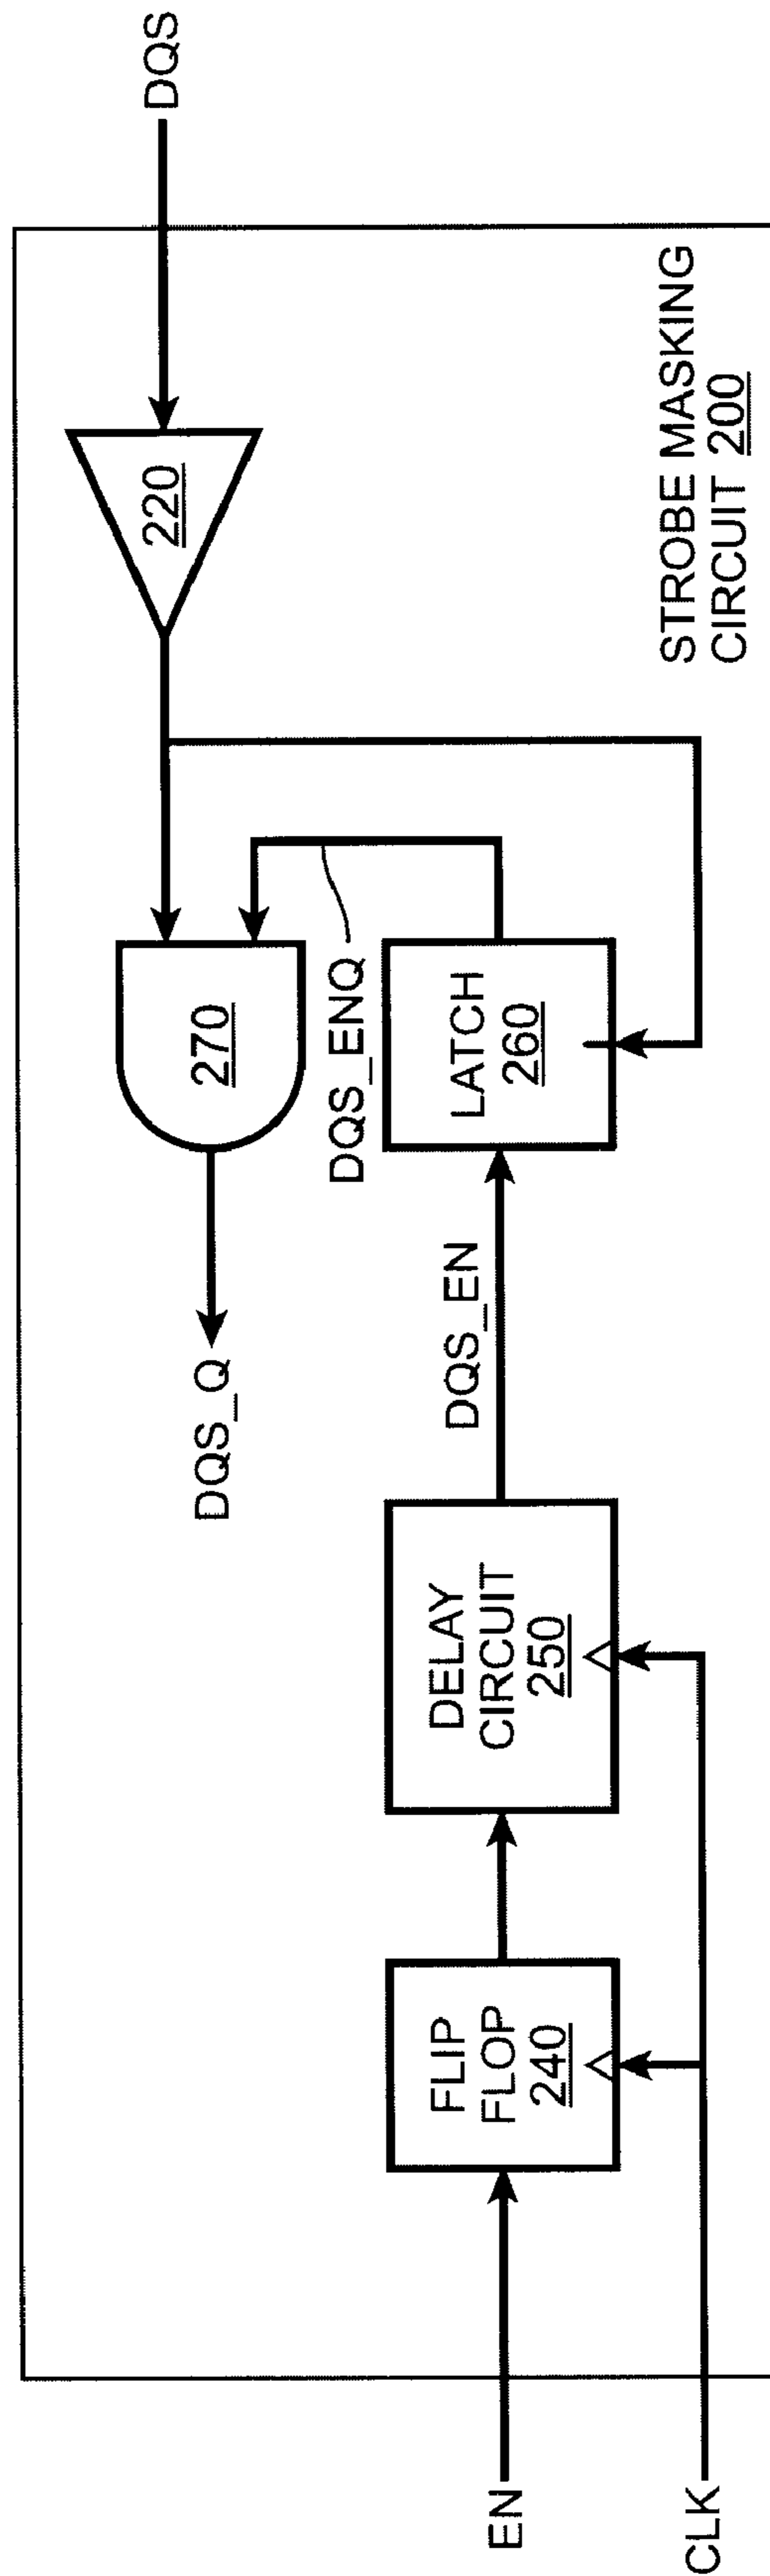 DQS
220
270
DQS_Q
DQS_ENQ
LATCH
260
DQS_EN
DELAY
CIRCUIT
250
FLIP
FLOP
240
EN
CLK
STROBE MASKING
CIRCUIT 200